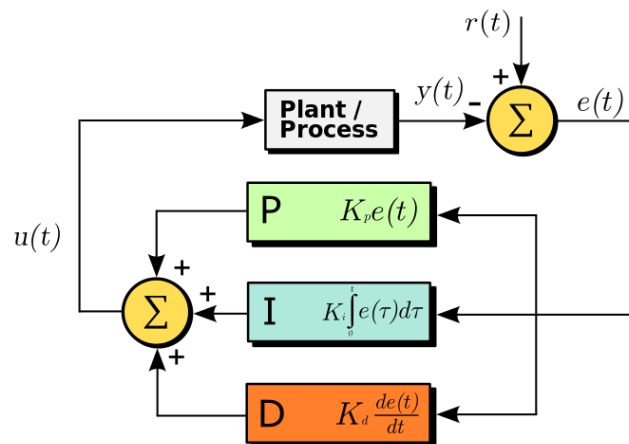 r(t)
Plant /
Process
y(t)
+
-
Σ
e(t)
P K_p e(t)
u(t)
+
Σ
+
I K_i ∫_0^t e(τ)dτ
+
D K_d de(t)/dt